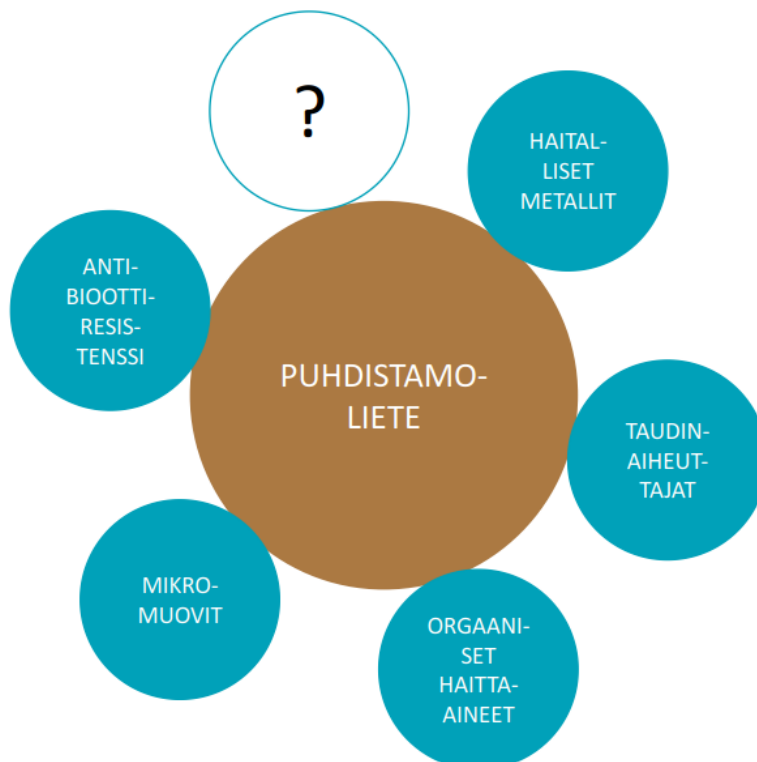 ?
HAITAL-
LISET
METALLIT
ANTI-
BIOOTTI-
RESIS-
TENSSI
PUHDISTAMO-
LIETE
TAUDIN-
AIHEUT-
TAJAT
MIKRO-
MUOVIT
ORGAANI-
SET
HAITTA-
AINEET